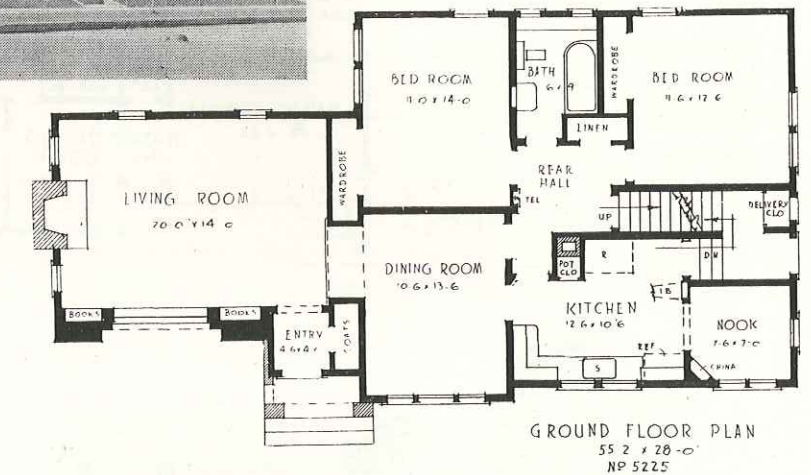 BED ROOM
11-0 x 14-0
BATH
6 x 9
WARDROBE
BED ROOM
11-6 x 12-6
LINEN
WARDROBE
REAR
HALL
TEL
UP
DELIVERY
CLO
LIVING ROOM
20-0 x 14-0
DINING ROOM
10-6 x 13-6
POT
CLO
R
DN
IB
KITCHEN
12-6 x 10-6
NOOK
7-6 x 7-0
BOOKS
BOOKS
ENTRY
COATS
REF
S
CHINA
GROUND FLOOR PLAN
55-2 x 28-0
Nº 5225